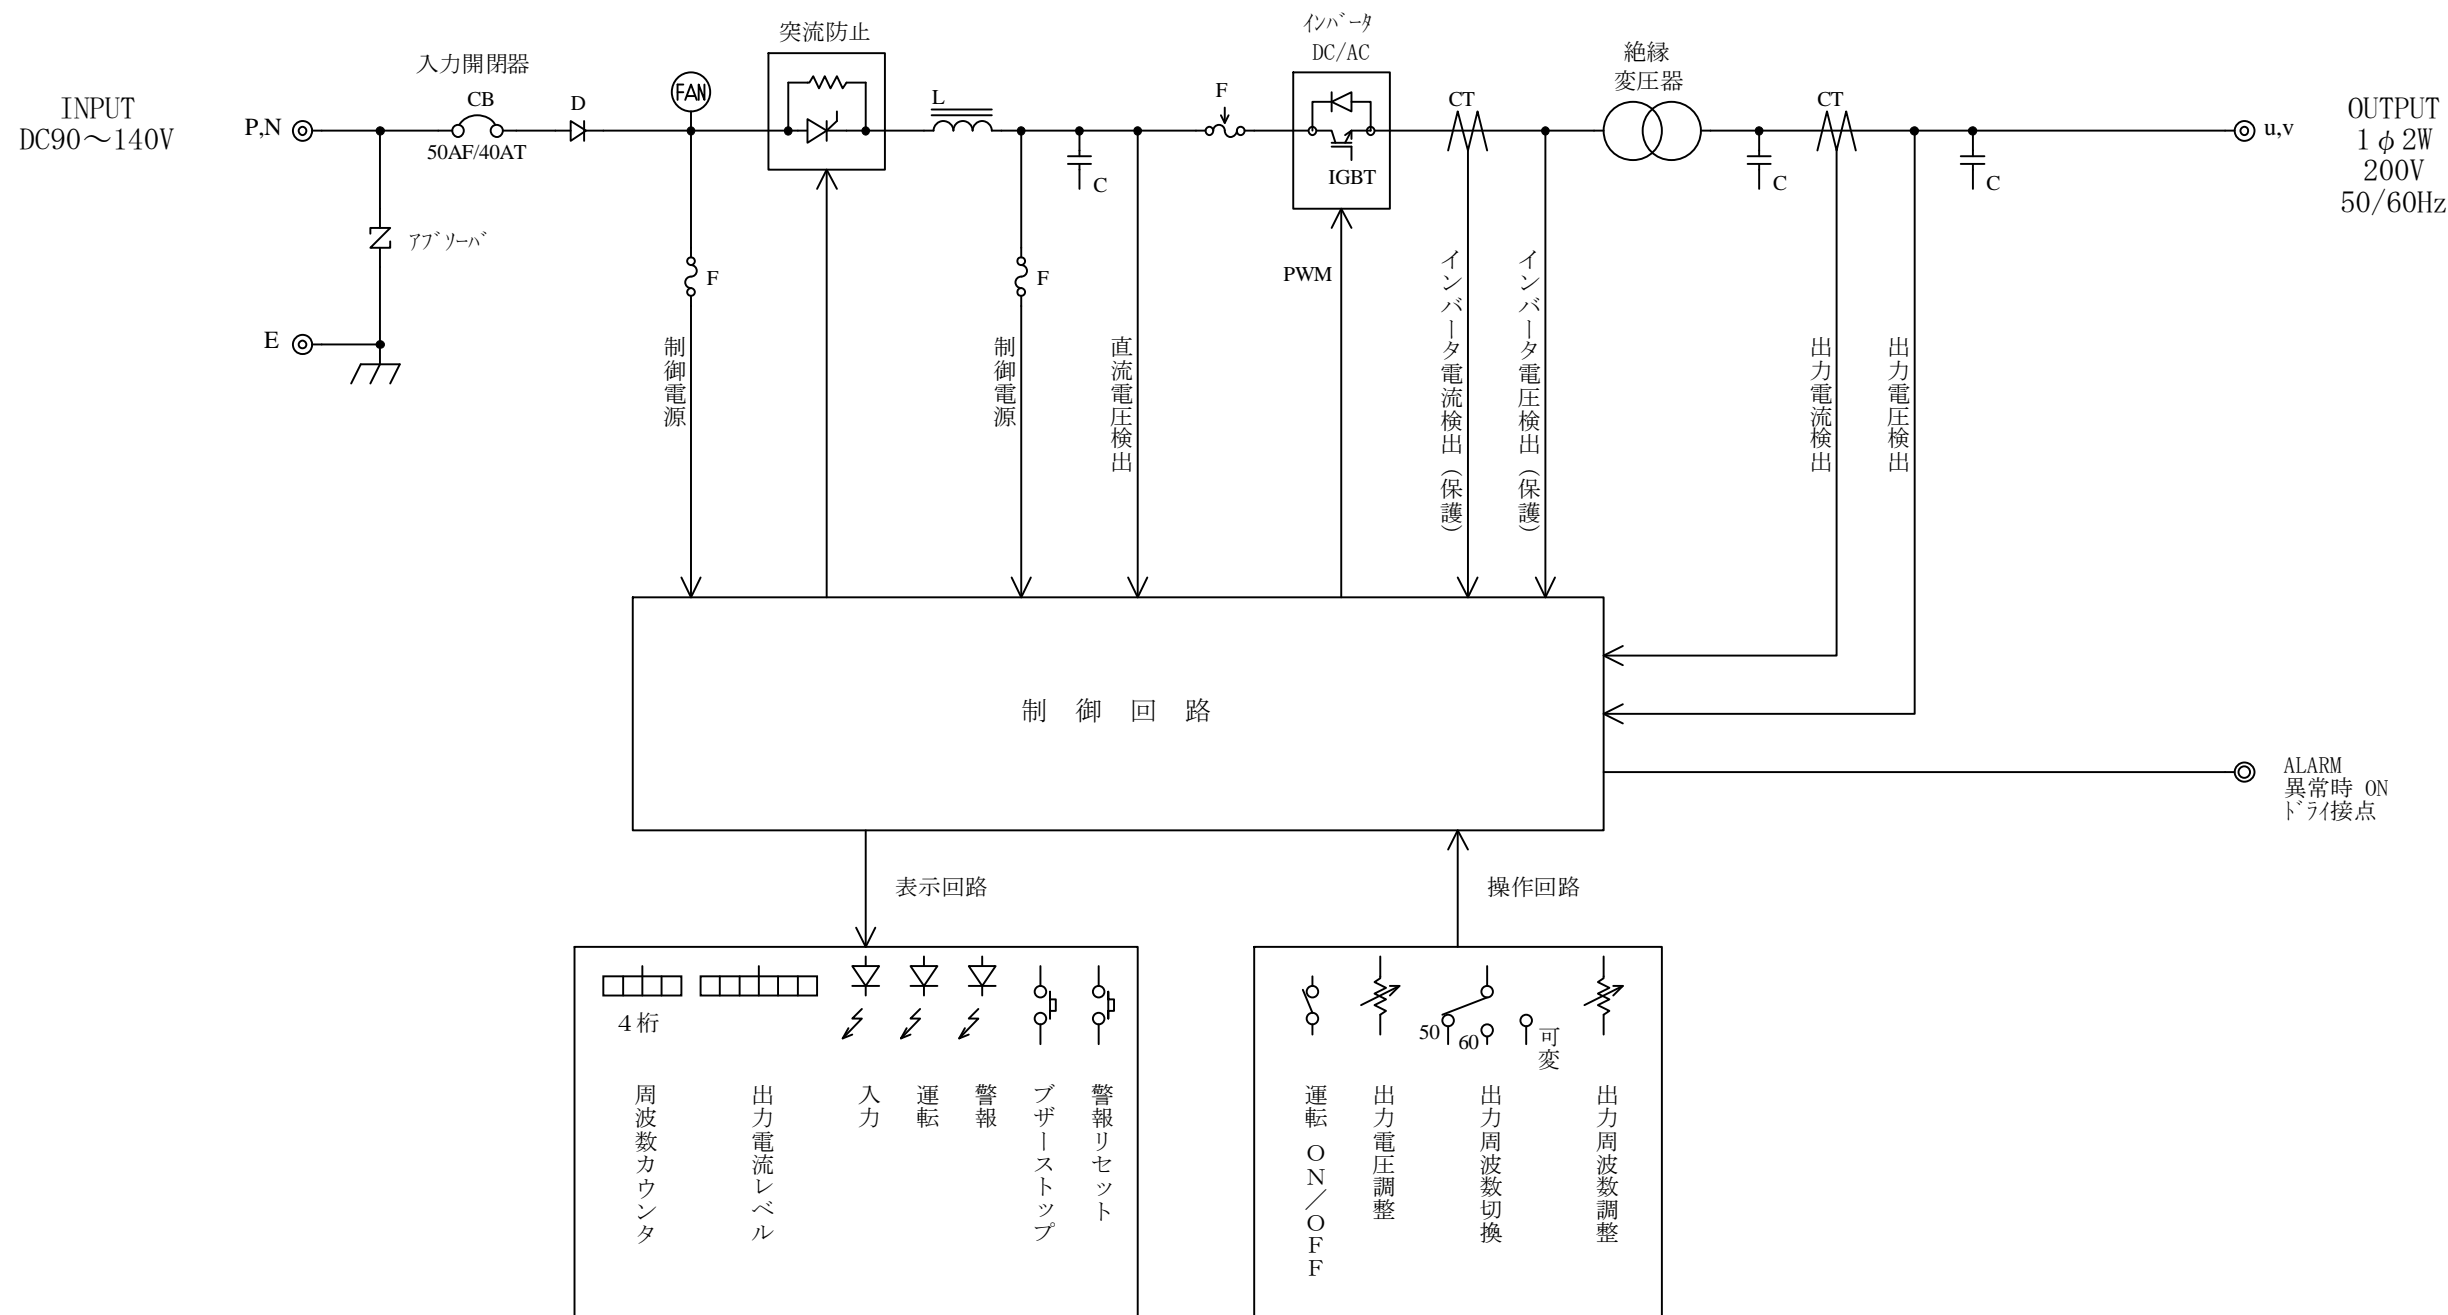 INPUT
DC90～140V
P,N
入力開閉器
CB
50AF/40AT
D
FAN
突流防止
L
C
F
ｲﾝﾊﾞｰﾀ
DC/AC
IGBT
CT
絶縁
変圧器
C
CT
C
u,v
OUTPUT
1φ2W
200V
50/60Hz
ｱﾌﾞｿｰﾊﾞ
E
F
制御電源
F
制御電源
直流電圧検出
PWM
インバータ電流検出（保護）
インバータ電圧検出（保護）
出力電流検出
出力電圧検出
制御回路
ALARM
異常時 ON
ﾄﾞﾗｲ接点
表示回路
操作回路
４桁
周波数カウンタ
出力電流レベル
入力
運転
警報
ブザーストップ
警報リセット
50
60
可変
運転 ＯＮ／ＯＦＦ
出力電圧調整
出力周波数切換
出力周波数調整